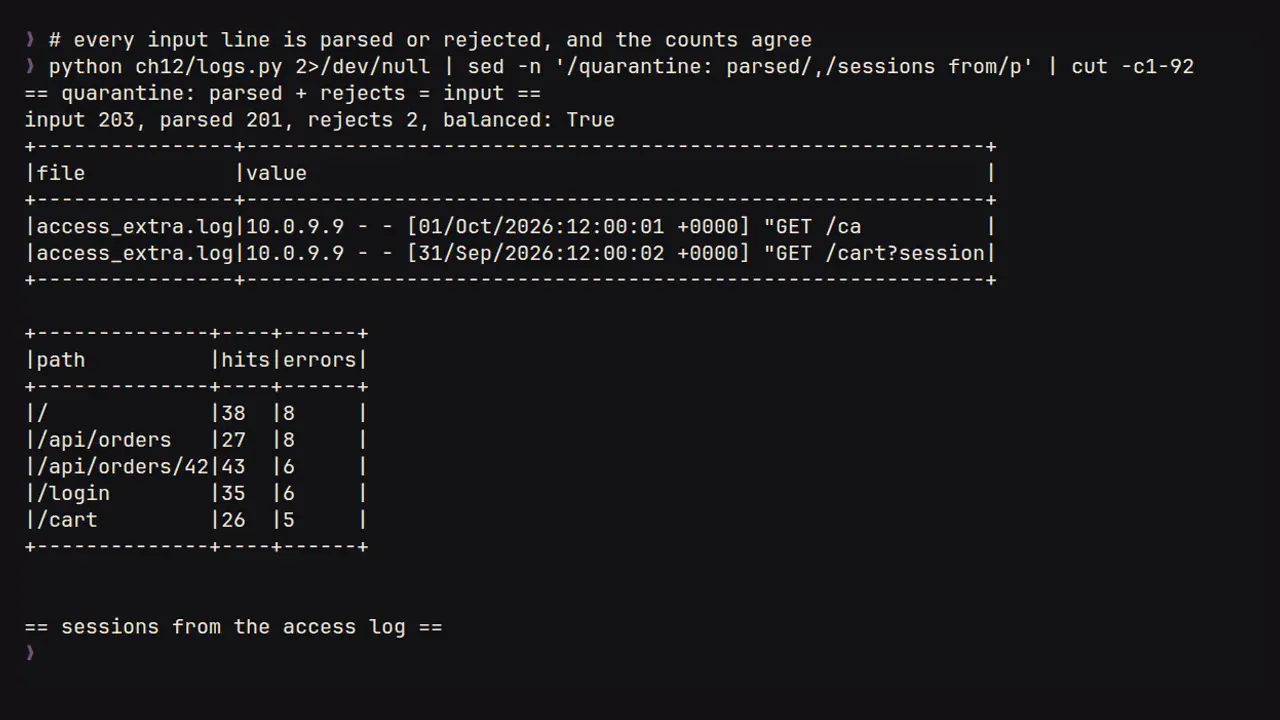 ❯ # every input line is parsed or rejected, and the counts agree
❯ python ch12/logs.py 2>/dev/null | sed -n '/quarantine: parsed/,/sessions from/p' | cut -c1-92
== quarantine: parsed + rejects = input ==
input 203, parsed 201, rejects 2, balanced: True
+----------------+------------------------------------------------------------+
|file            |value                                                       |
+----------------+------------------------------------------------------------+
|access_extra.log|10.0.9.9 - - [01/Oct/2026:12:00:01 +0000] "GET /ca          |
|access_extra.log|10.0.9.9 - - [31/Sep/2026:12:00:02 +0000] "GET /cart?session|
+----------------+------------------------------------------------------------+
+--------------+----+------+
|path          |hits|errors|
+--------------+----+------+
|/             |38  |8     |
|/api/orders   |27  |8     |
|/api/orders/42|43  |6     |
|/login        |35  |6     |
|/cart         |26  |5     |
+--------------+----+------+
== sessions from the access log ==
❯